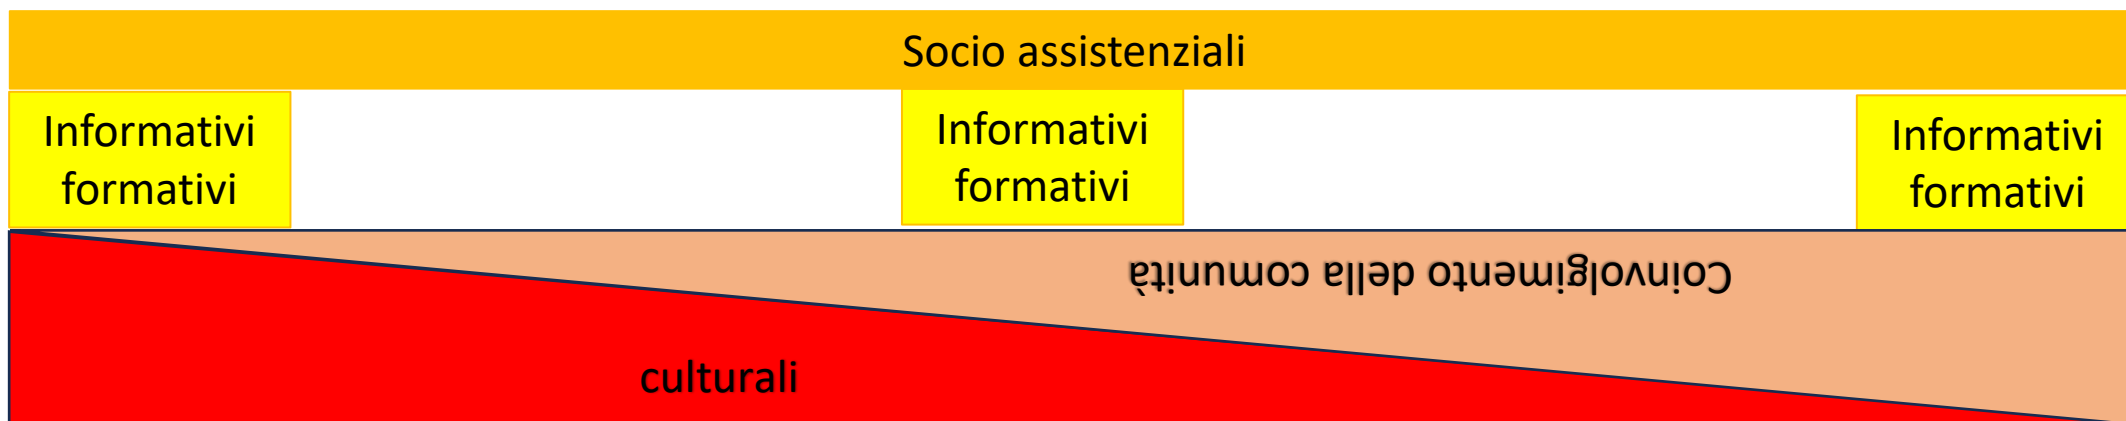 Socio assistenziali
Informativi
formativi
Informativi
formativi
Informativi
formativi
Coinvolgimento della comunità
culturali